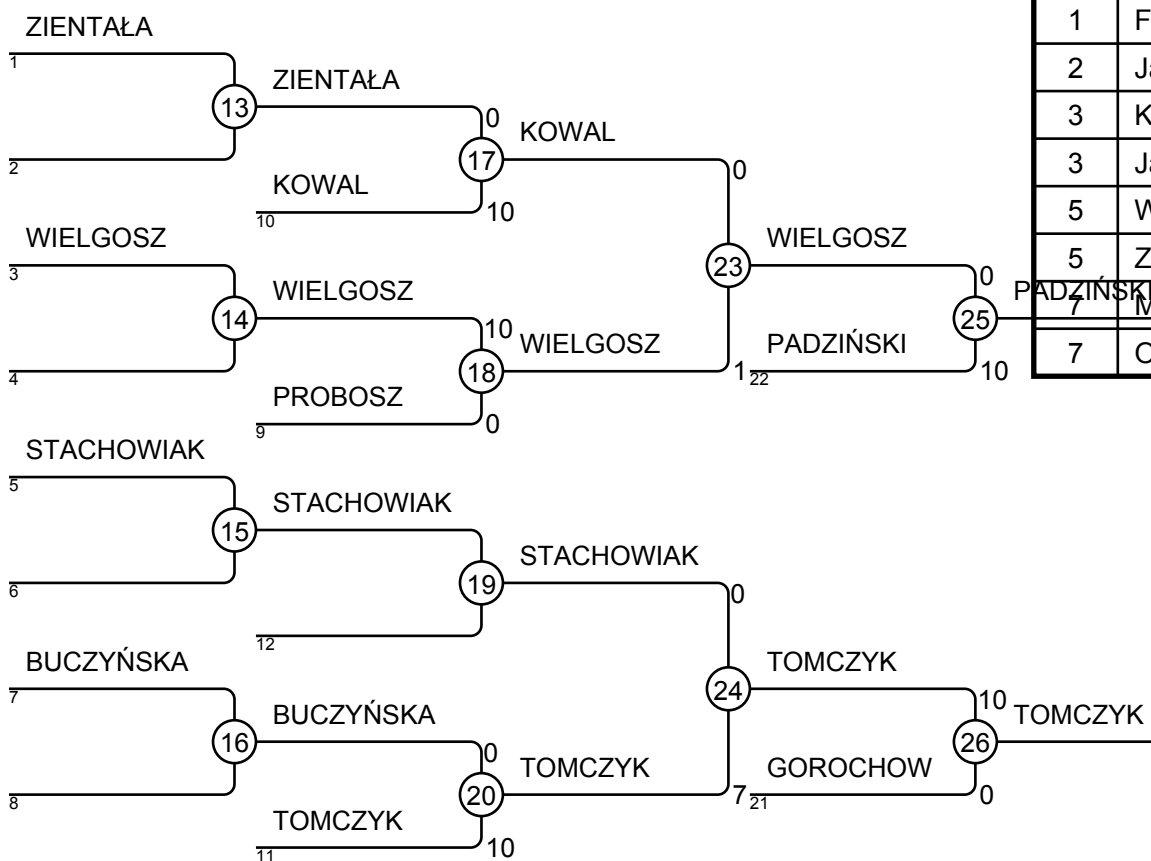 ZIENTAŁA
1
13
ZIENTAŁA
0
2
17
KOWAL
KOWAL
10
10
0
WIELGOSZ
3
14
WIELGOSZ
10
4
18
WIELGOSZ
PROBOSZ
9
0
1
23
WIELGOSZ
0
PADZIŃSKI
22
10
25
PADZIŃSKI
STACHOWIAK
5
15
STACHOWIAK
6
19
STACHOWIAK
12
0
BUCZYŃSKA
7
16
BUCZYŃSKA
0
8
20
TOMCZYK
TOMCZYK
11
10
7
24
TOMCZYK
10
GOROCHOW
21
0
26
TOMCZYK
1 F
2 Ja
3 K
3 Ja
5 W
5 Z
7 M
7